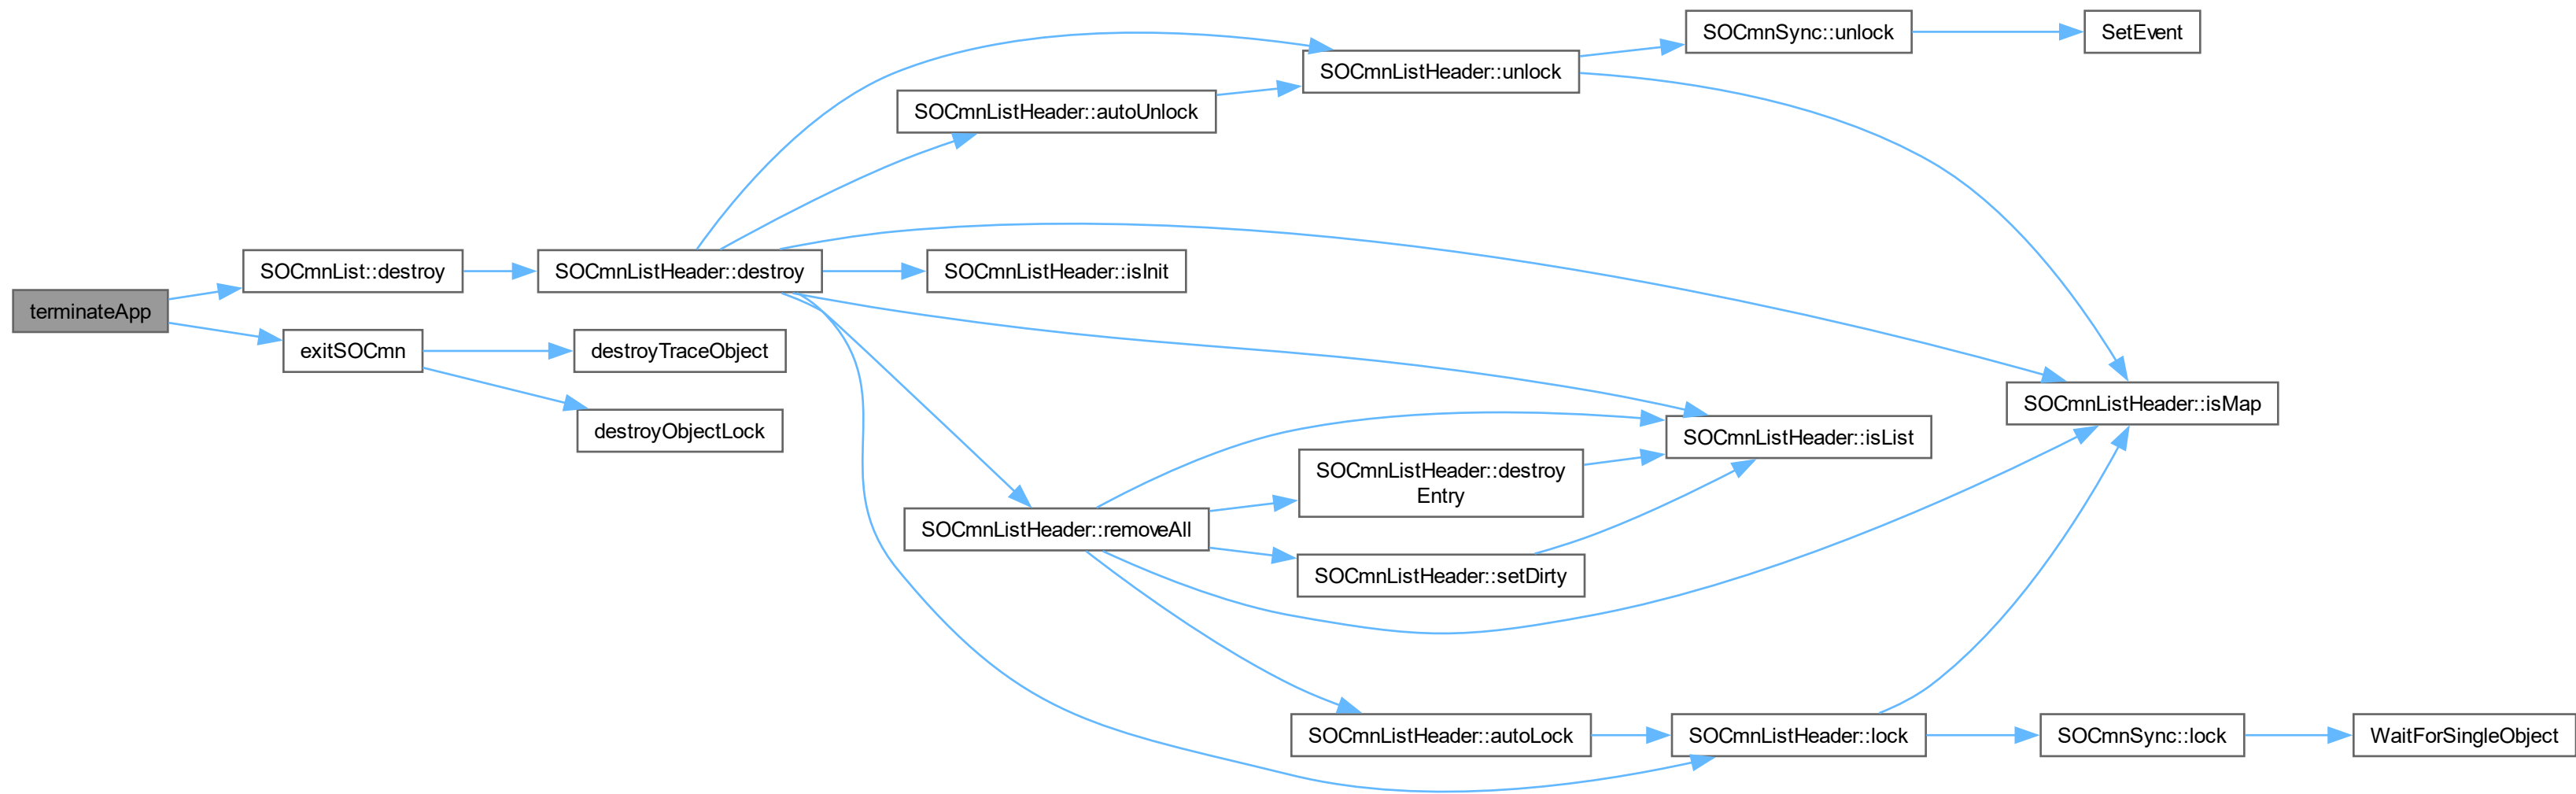 terminateApp
SOCmnList::destroy
exitSOCmn
SOCmnListHeader::destroy
destroyTraceObject
destroyObjectLock
SOCmnListHeader::autoUnlock
SOCmnListHeader::isInit
SOCmnListHeader::removeAll
SOCmnListHeader::unlock
SOCmnListHeader::destroy
Entry
SOCmnListHeader::setDirty
SOCmnListHeader::autoLock
SOCmnSync::unlock
SOCmnListHeader::isList
SOCmnListHeader::lock
SetEvent
SOCmnListHeader::isMap
SOCmnSync::lock
WaitForSingleObject